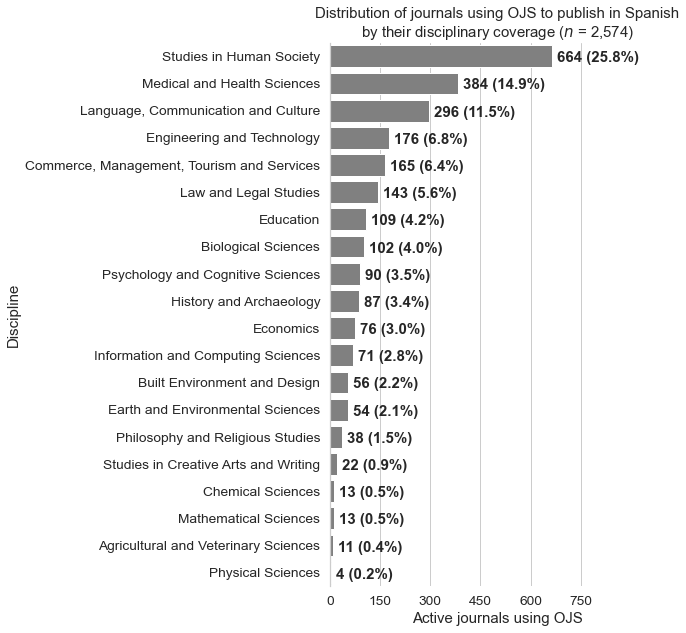 Distribution of journals using OJS to publish in Spanish
by their disciplinary coverage (n = 2,574)
Studies in Human Society 664 (25.8%)
Medical and Health Sciences 384 (14.9%)
Language, Communication and Culture 296 (11.5%)
Engineering and Technology 176 (6.8%)
Commerce, Management, Tourism and Services 165 (6.4%)
Law and Legal Studies 143 (5.6%)
Education 109 (4.2%)
Biological Sciences 102 (4.0%)
Psychology and Cognitive Sciences 90 (3.5%)
History and Archaeology 87 (3.4%)
Economics 76 (3.0%)
Information and Computing Sciences 71 (2.8%)
Built Environment and Design 56 (2.2%)
Earth and Environmental Sciences 54 (2.1%)
Philosophy and Religious Studies 38 (1.5%)
Studies in Creative Arts and Writing 22 (0.9%)
Chemical Sciences 13 (0.5%)
Mathematical Sciences 13 (0.5%)
Agricultural and Veterinary Sciences 11 (0.4%)
Physical Sciences 4 (0.2%)
0 150 300 450 600 750
Active journals using OJS
Discipline